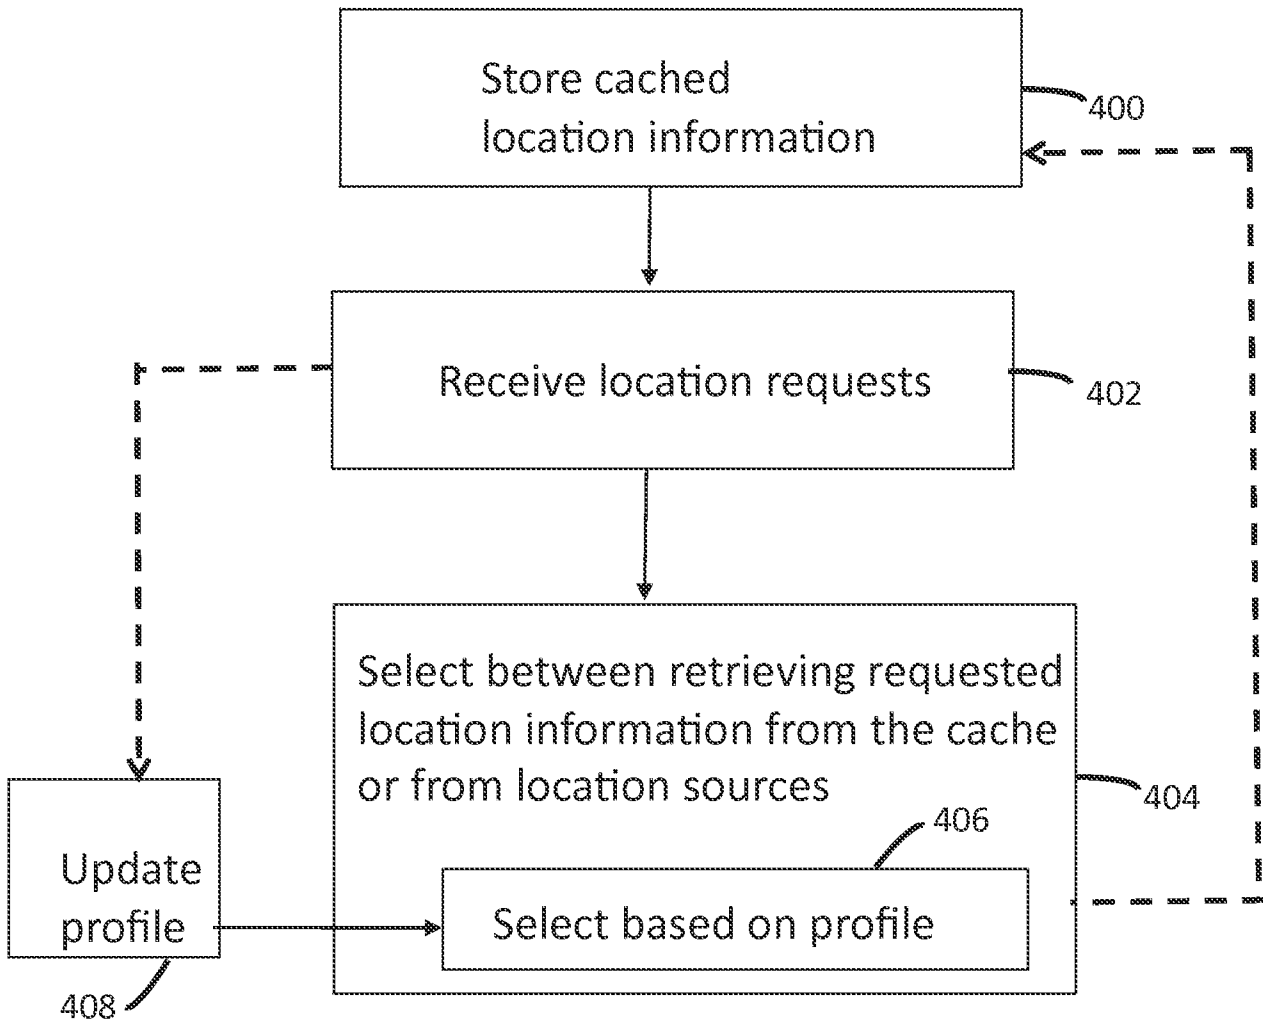 Store cached
location information
400
Receive location requests
402
Select between retrieving requested
location information from the cache
or from location sources
404
406
Select based on profile
Update
profile
408